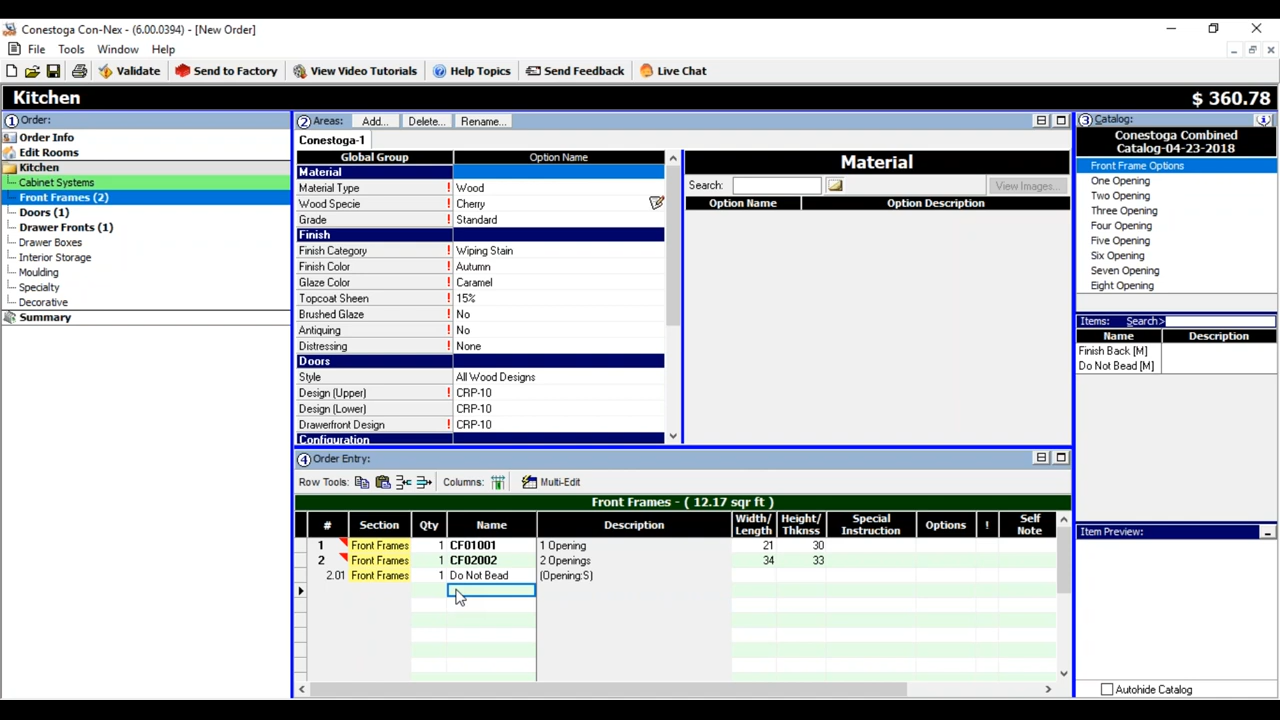 Conestoga Con-Nex - (6.00.0394) - [New Order]
File Tools Window Help
Validate Send to Factory View Video Tutorials Help Topics Send Feedback Live Chat
Kitchen $ 360.78
1 Order:
Order Info
Edit Rooms
Kitchen
Cabinet Systems
Front Frames (2)
Doors (1)
Drawer Fronts (1)
Drawer Boxes
Interior Storage
Moulding
Specialty
Decorative
Summary
2 Areas: Add... Delete... Rename...
Conestoga-1
Global Group Option Name
Material
Material Type ! Wood
Wood Specie ! Cherry
Grade ! Standard
Finish
Finish Category ! Wiping Stain
Finish Color ! Autumn
Glaze Color ! Caramel
Topcoat Sheen ! 15%
Brushed Glaze ! No
Antiquing ! No
Distressing ! None
Doors
Style All Wood Designs
Design (Upper) ! CRP-10
Design (Lower) CRP-10
Drawerfront Design ! CRP-10
Configuration
Material
Search: View Images...
Option Name Option Description
3 Catalog:
Conestoga Combined
Catalog-04-23-2018
Front Frame Options
One Opening
Two Opening
Three Opening
Four Opening
Five Opening
Six Opening
Seven Opening
Eight Opening
Items: Search>
Name Description
Finish Back [M]
Do Not Bead [M]
Item Preview:
Autohide Catalog
4 Order Entry:
Row Tools: Columns: Multi-Edit
Front Frames - ( 12.17 sqr ft )
# Section Qty Name Description Width/ Length Height/ Thknss Special Instruction Options ! Self Note
1 Front Frames 1 CF01001 1 Opening 21 30
2 Front Frames 1 CF02002 2 Openings 34 33
2.01 Front Frames 1 Do Not Bead (Opening:S)